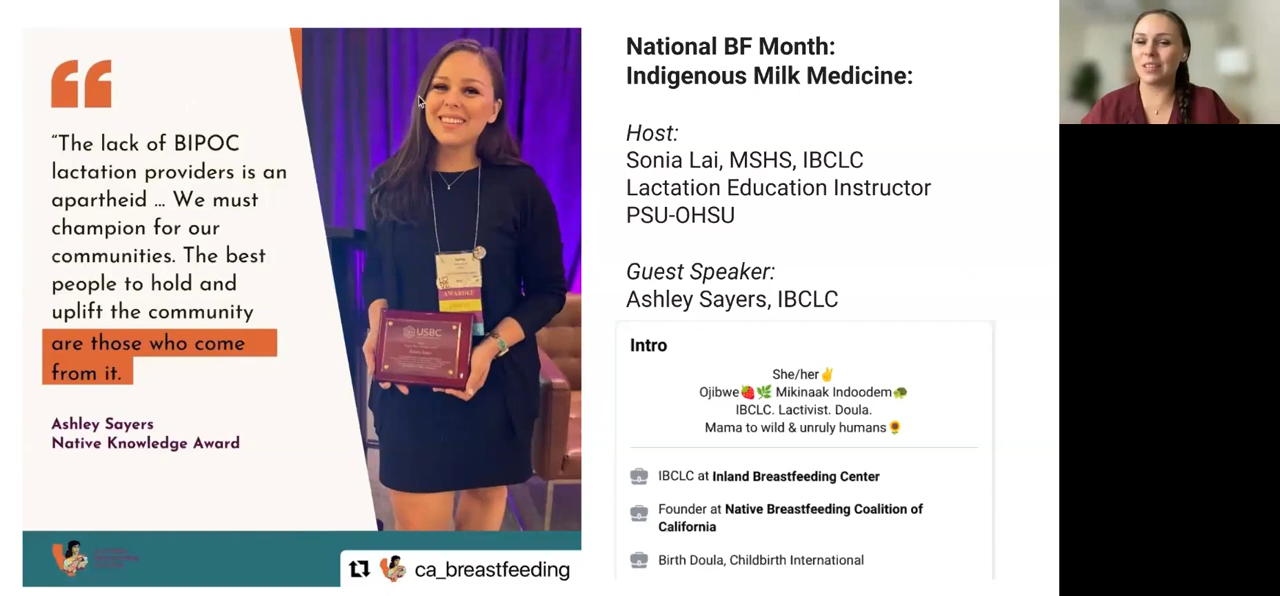 “The lack of BIPOC
lactation providers is an
apartheid ... We must
champion for our
communities. The best
people to hold and
uplift the community
are those who come
from it.
Ashley Sayers
Native Knowledge Award
USBC
AWARDEE
ca_breastfeeding
National BF Month:
Indigenous Milk Medicine:
Host:
Sonia Lai, MSHS, IBCLC
Lactation Education Instructor
PSU-OHSU
Guest Speaker:
Ashley Sayers, IBCLC
Intro
She/her✌️
Ojibwe🍓🌿 Mikinaak Indoodem🐢
IBCLC. Lactivist. Doula.
Mama to wild & unruly humans🌻
IBCLC at Inland Breastfeeding Center
Founder at Native Breastfeeding Coalition of
California
Birth Doula, Childbirth International